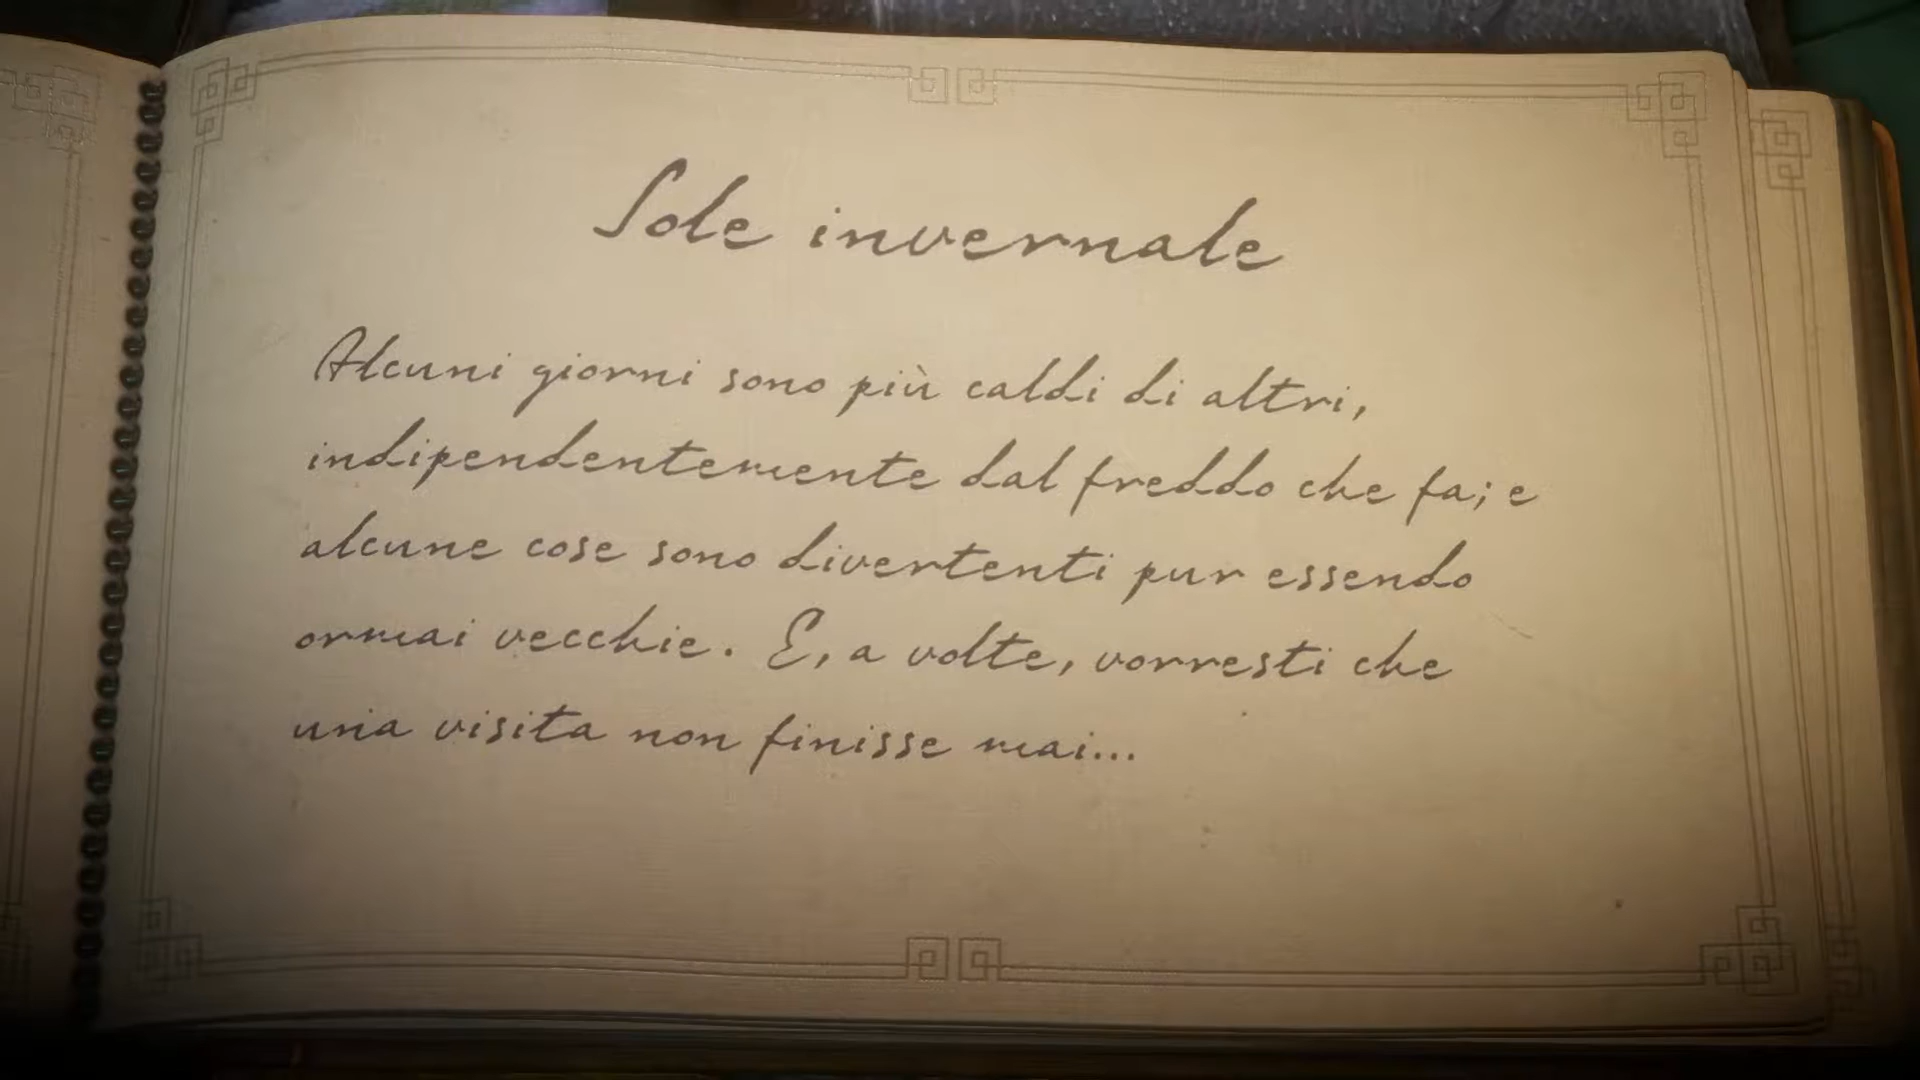 Sole invernale
Alcuni giorni sono più caldi di altri,
indipendentemente dal freddo che fa; e
alcune cose sono divertenti pur essendo
ormai vecchie. E, a volte, vorresti che
una visita non finisse mai...